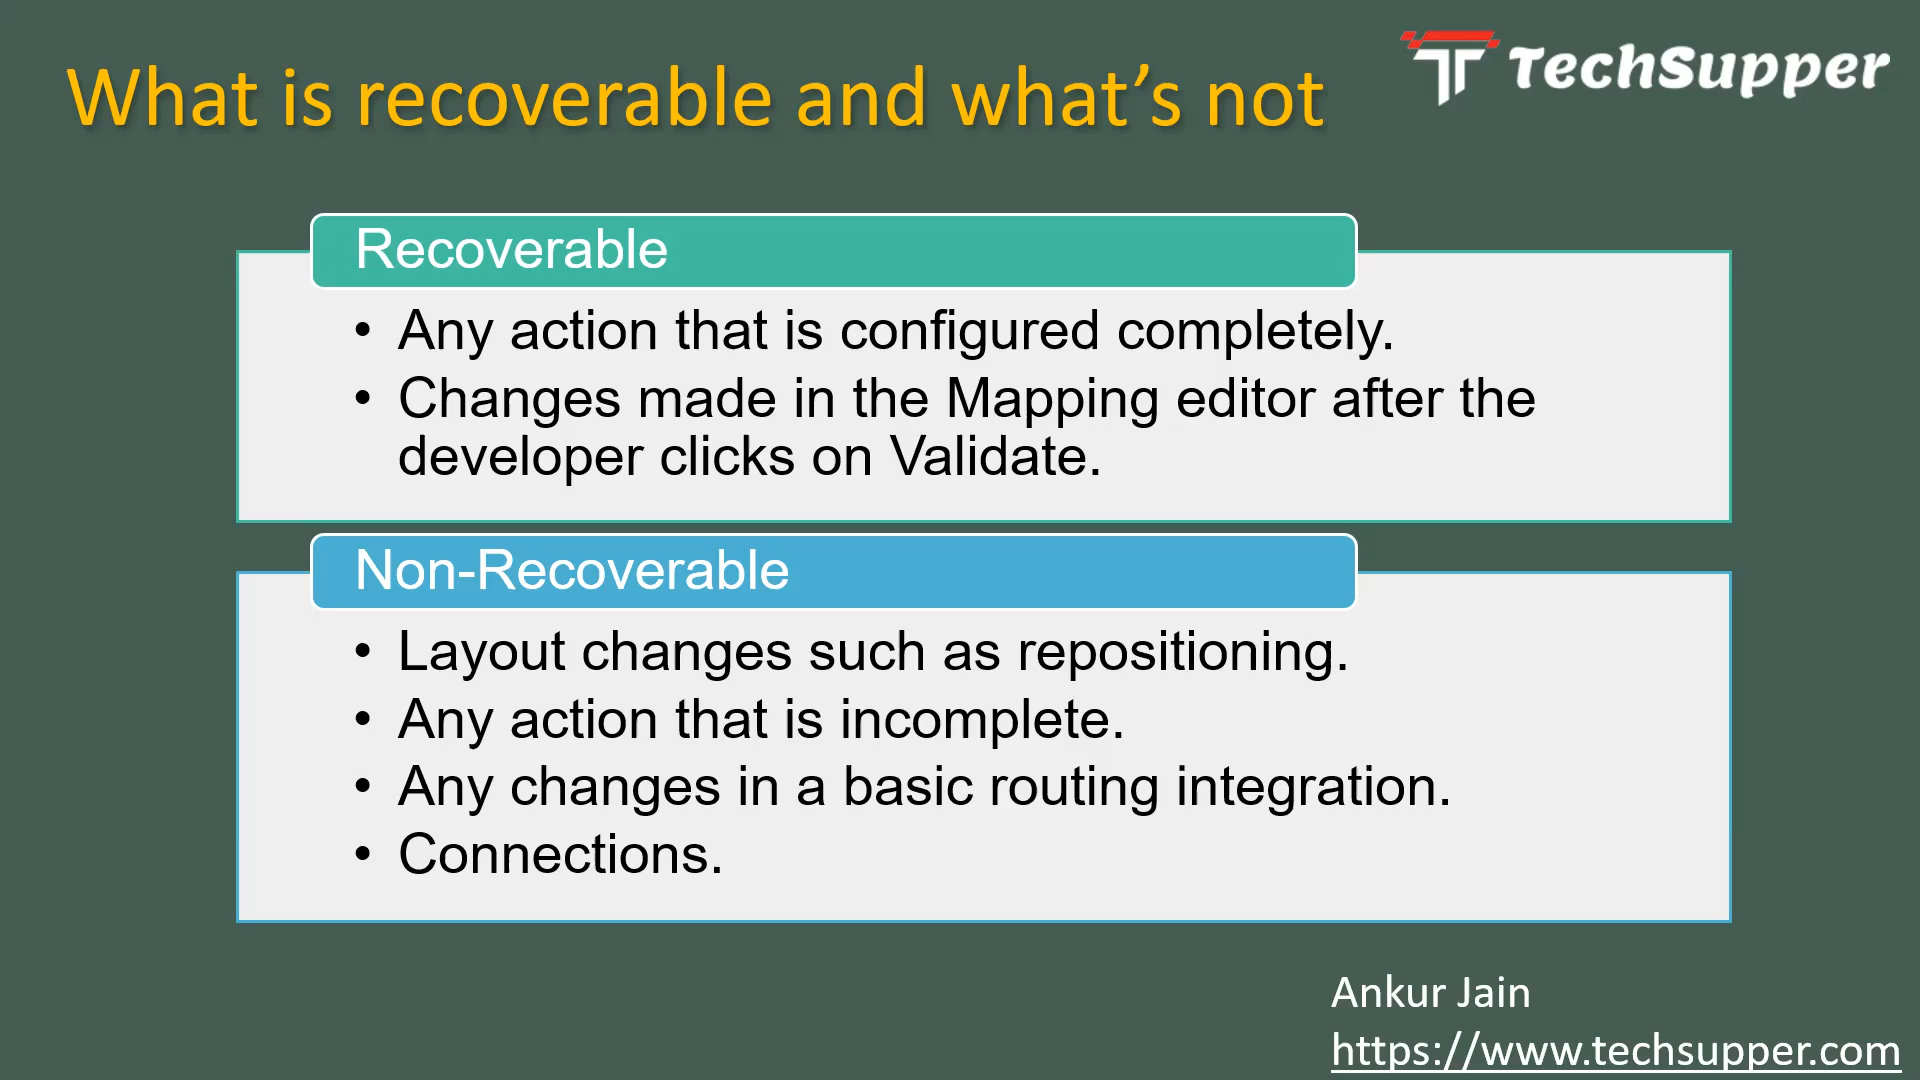 What is recoverable and what's not
TechSupper
Recoverable
• Any action that is configured completely.
• Changes made in the Mapping editor after the
developer clicks on Validate.
Non-Recoverable
• Layout changes such as repositioning.
• Any action that is incomplete.
• Any changes in a basic routing integration.
• Connections.
Ankur Jain
https://www.techsupper.com